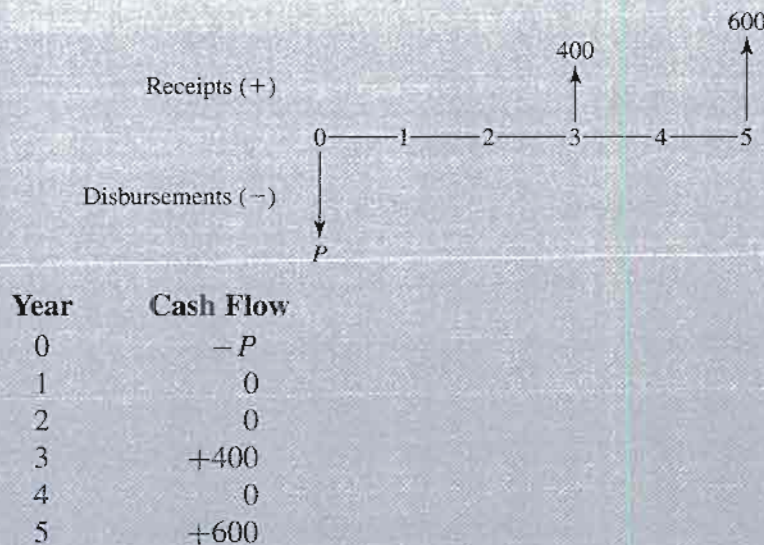 600
400
Receipts (+)
0 1 2 3 4 5
Disbursements (−)
P
Year Cash Flow
0 −P
1 0
2 0
3 +400
4 0
5 +600